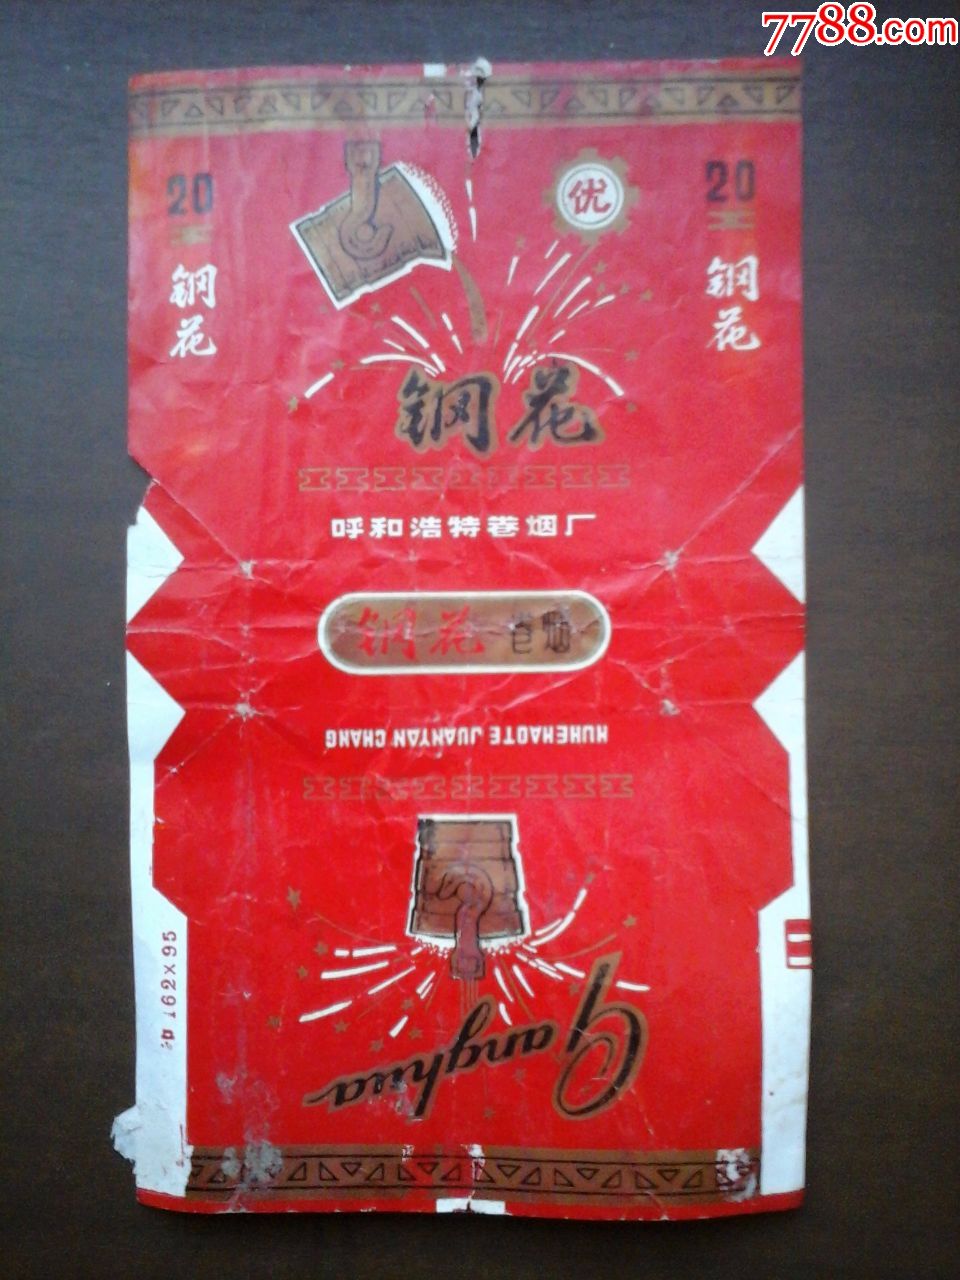 7788.com
20
优
20
钢花
钢花
钢花
呼和浩特卷烟厂
钢花 卷烟
HUHEHAOTE JUANYAN CHANG
Ganghua
162×95